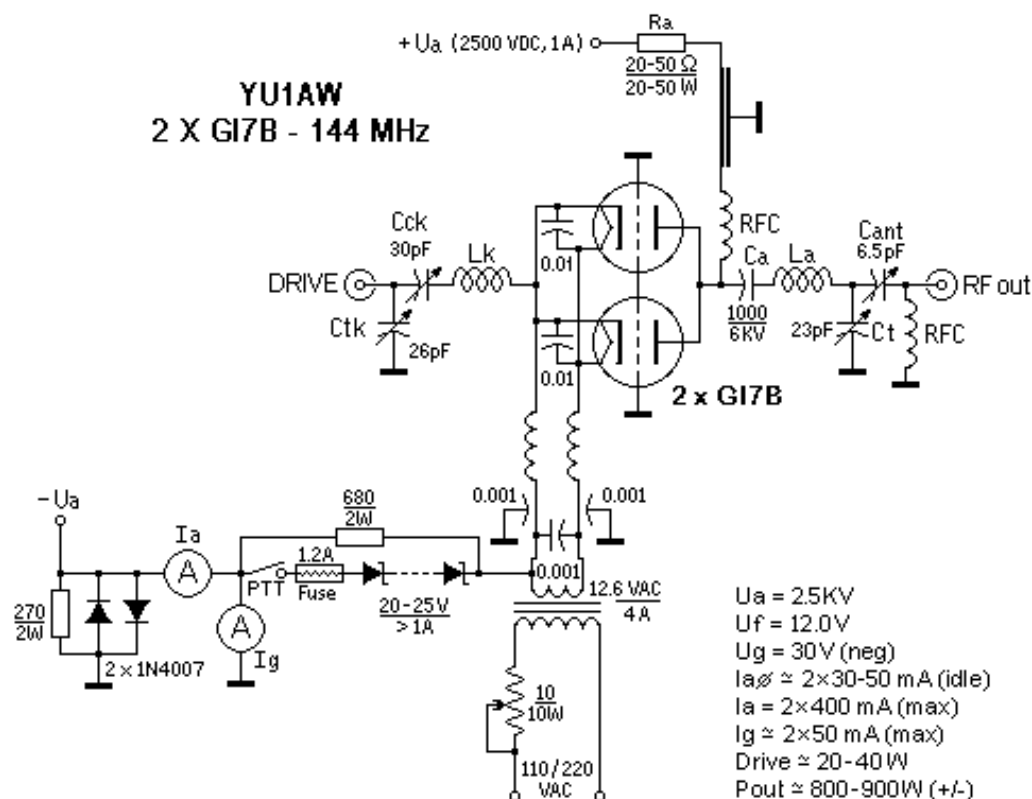 Ra
+Ua (2500 VDC, 1A)
20-50 Ω
20-50 W
YU1AW
2 X GI7B - 144 MHz
Cck
30pF
Lk
DRIVE
Ctk
26pF
0.01
0.01
RFC
Ca
1000
6KV
La
Cant
6.5pF
RF out
23pF
Ct
RFC
2 x GI7B
0.001
0.001
0.001
-Ua
Ia
A
680
2W
1.2A
PTT
Fuse
20-25V
>1A
270
2W
A
Ig
2 x 1N4007
12.6 VAC
4A
10
10W
110/220
VAC
Ua = 2.5KV
Uf = 12.0V
Ug = 30V (neg)
Iaø ≃ 2×30-50 mA (idle)
Ia = 2×400 mA (max)
Ig ≃ 2×50 mA (max)
Drive ≃ 20-40W
Pout ≃ 800-900W (+/-)